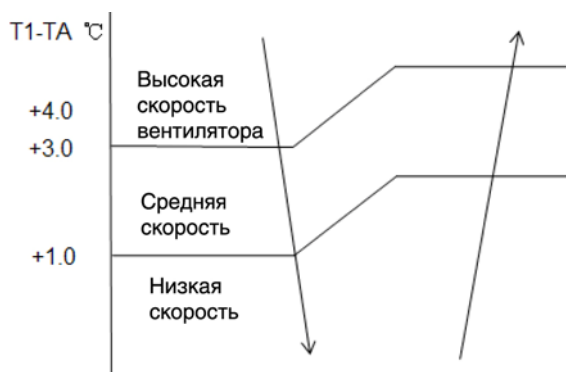 T1-TA ℃
Высокая
скорость
вентилятора
+4.0
+3.0
Средняя
скорость
+1.0
Низкая
скорость